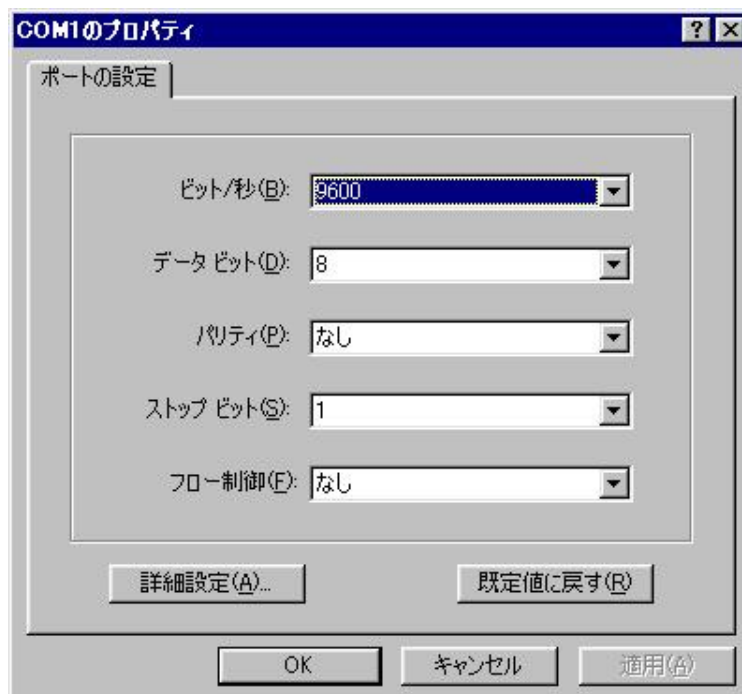 COM1のプロパティ
ポートの設定
ビット/秒(B): 9600
データ ビット(D): 8
パリティ(P): なし
ストップ ビット(S): 1
フロー制御(F): なし
詳細設定(A)... 既定値に戻す(R)
OK キャンセル 適用(A)